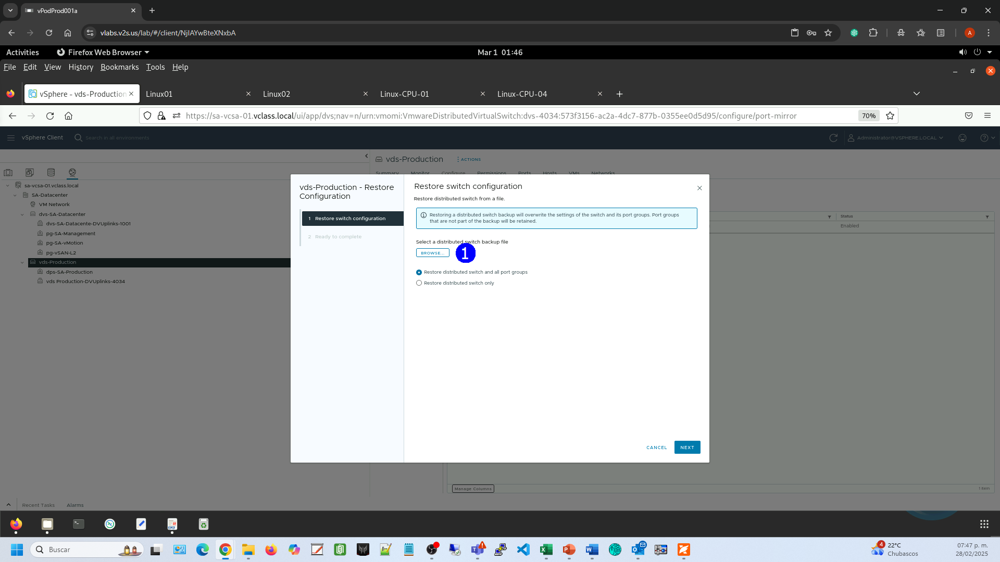 vPodProd001a
vlabs.v2s.us/lab/#/client/NjIAYwBteXNxbA
A
Activities
Firefox Web Browser
Mar 1 01:46
File Edit View History Bookmarks Tools Help
vSphere - vds-Production
Linux01
Linux02
Linux-CPU-01
Linux-CPU-04
https://sa-vcsa-01.vclass.local/ui/app/dvs;nav=n/urn:vmomi:VmwareDistributedVirtualSwitch:dvs-4034:573f3156-ac2a-4dc7-877b-0355ee0d5d95/configure/port-mirror
70%
vSphere Client
Search in all environments
Administrator@VSPHERE.LOCAL
vds-Production
ACTIONS
Summary Monitor Configure Permissions Ports Hosts VMs Networks
sa-vcsa-01.vclass.local
SA-Datacenter
VM Network
dvs-SA-Datacenter
dvs-SA-Datacente-DVUplinks-1001
pg-SA-Management
pg-SA-vMotion
pg-vSAN-L2
vds-Production
dps-SA-Production
vds Production-DVUplinks-4034
Status
Enabled
vds-Production - Restore
Configuration
1 Restore switch configuration
2 Ready to complete
Restore switch configuration
Restore distributed switch from a file.
Restoring a distributed switch backup will overwrite the settings of the switch and its port groups. Port groups
that are not part of the backup will be retained.
Select a distributed switch backup file
BROWSE...
1
Restore distributed switch and all port groups
Restore distributed switch only
CANCEL
NEXT
Manage Columns
1 item
Recent Tasks
Alarms
Buscar
4
22°C
Chubascos
07:47 p. m.
28/02/2025